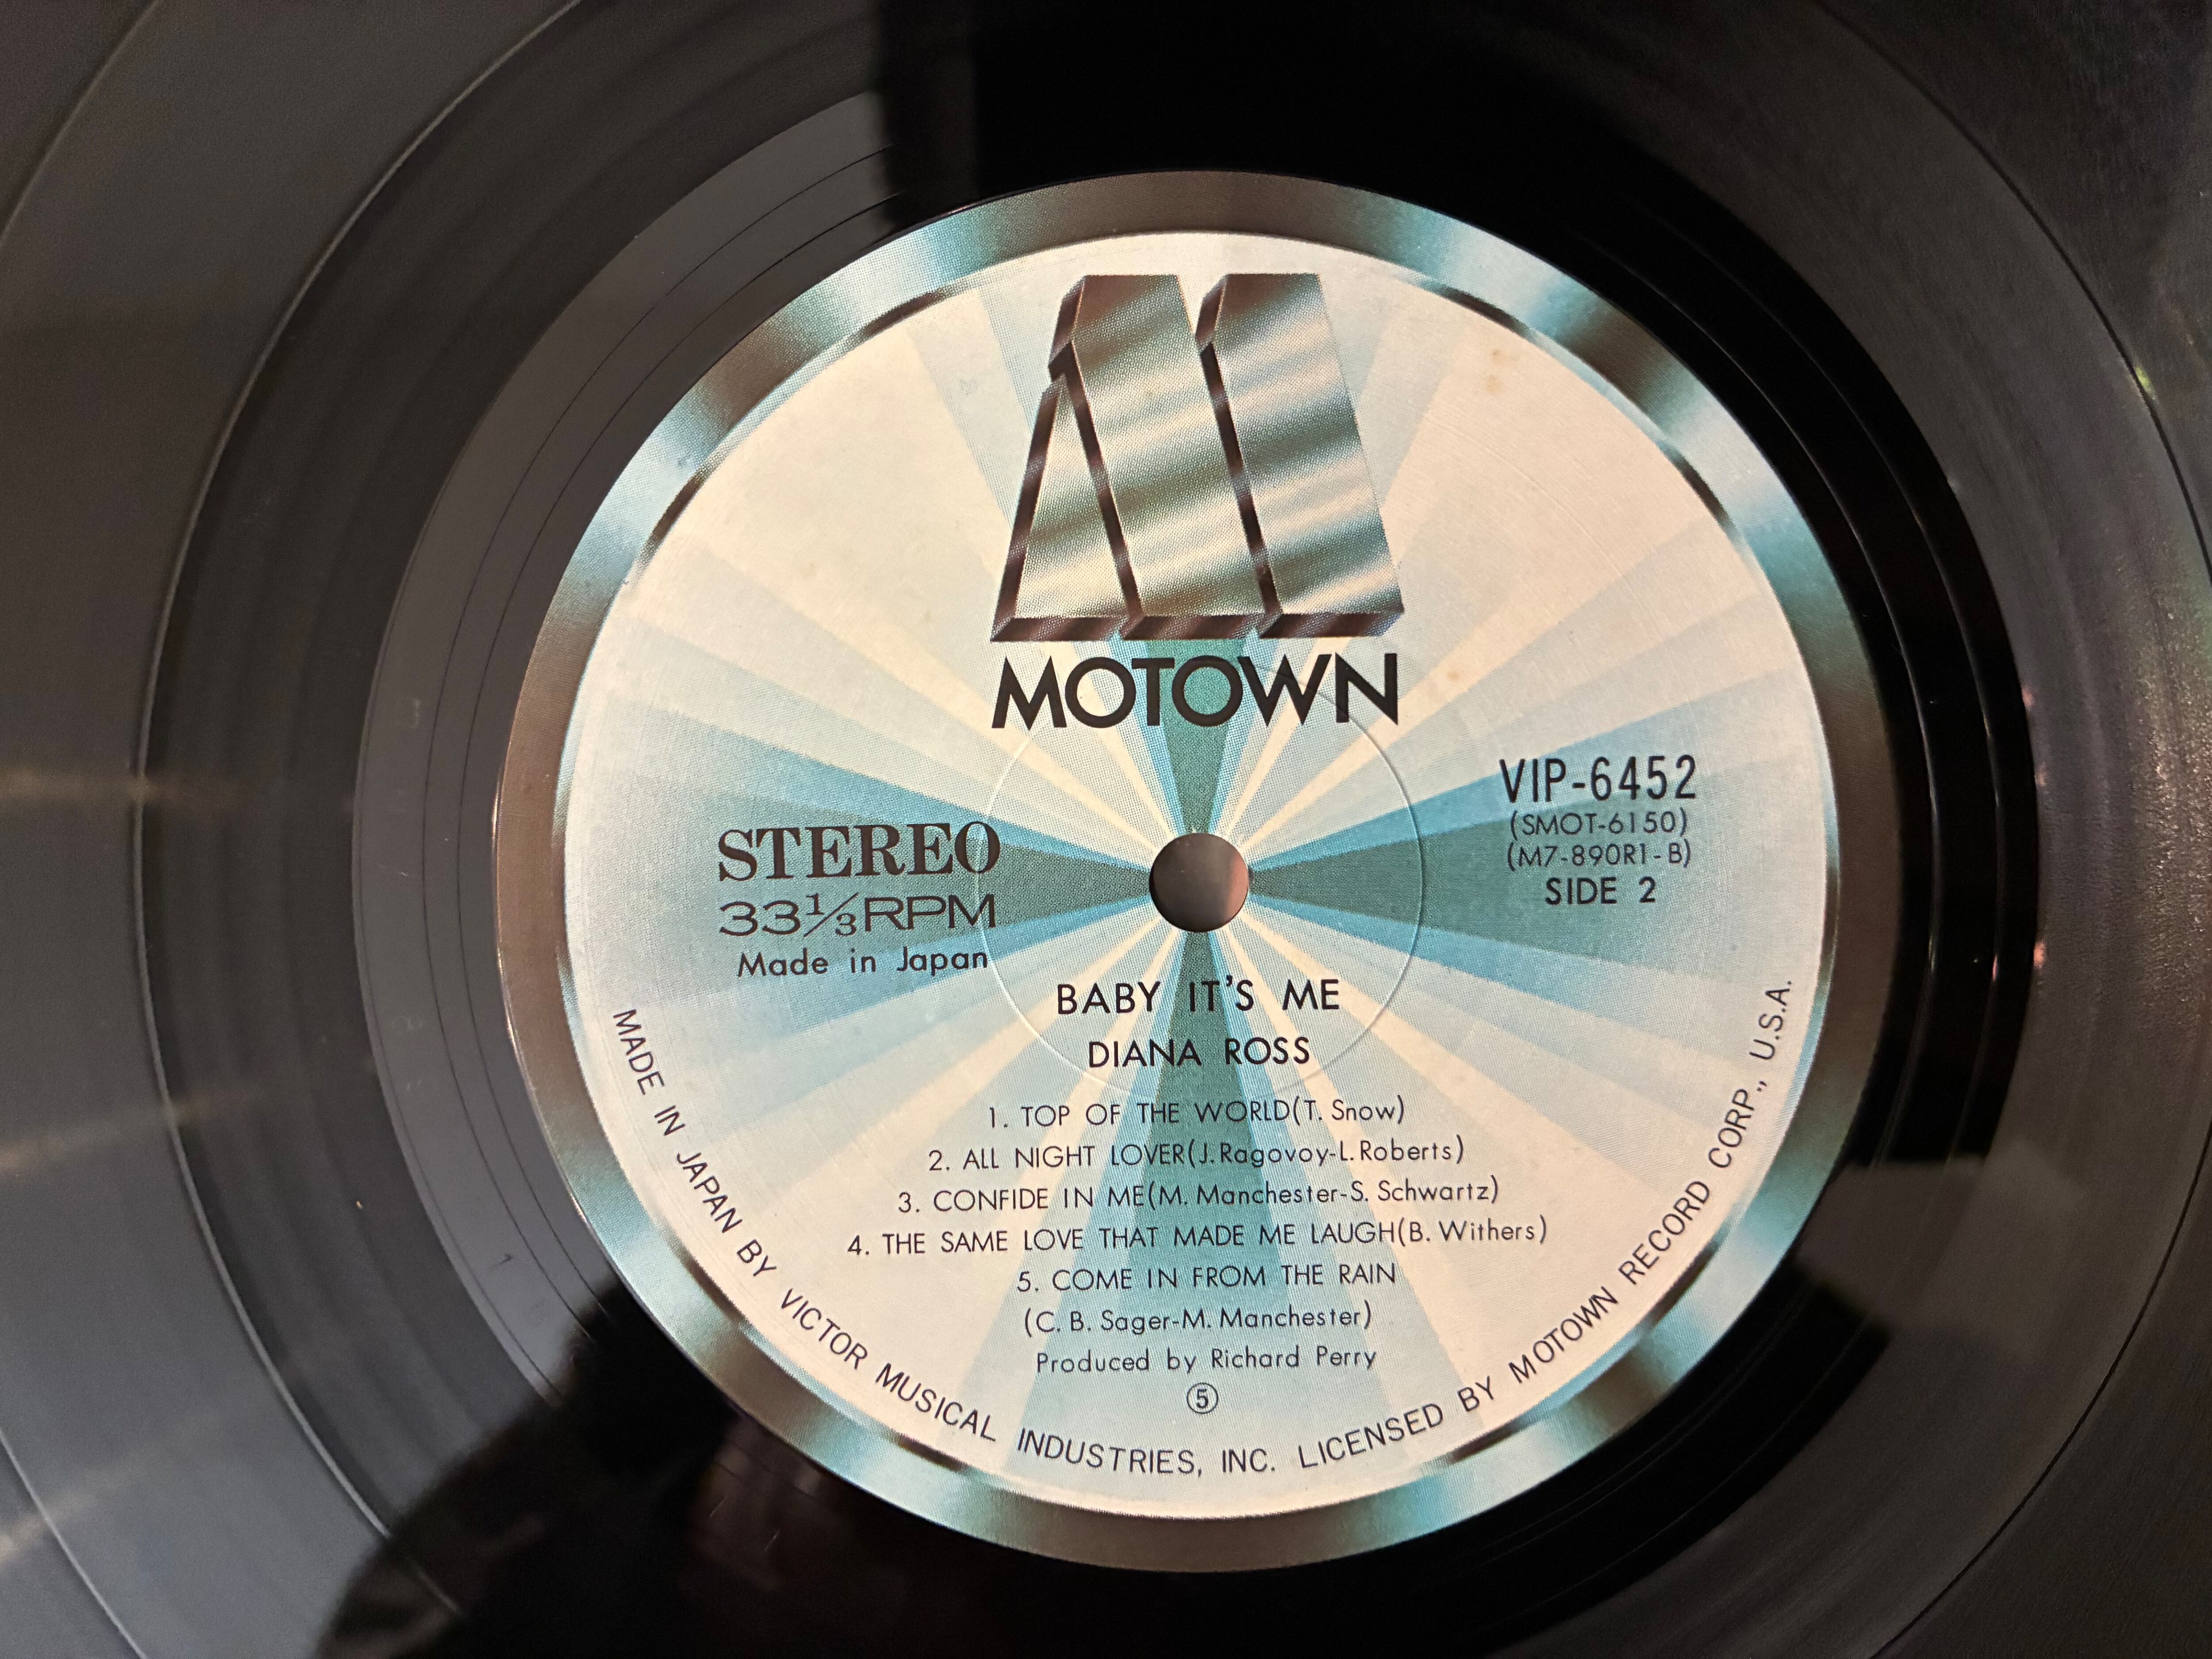 MOTOWN
STEREO
33⅓RPM
Made in Japan
VIP-6452
(SMOT-6150)
(M7-890R1-B)
SIDE 2
BABY IT'S ME
DIANA ROSS
1. TOP OF THE WORLD(T. Snow)
2. ALL NIGHT LOVER(J.Ragovoy-L.Roberts)
3. CONFIDE IN ME(M. Manchester-S. Schwartz)
4. THE SAME LOVE THAT MADE ME LAUGH(B. Withers)
5. COME IN FROM THE RAIN
(C. B. Sager-M. Manchester)
Produced by Richard Perry
⑤
MADE IN JAPAN BY VICTOR MUSICAL INDUSTRIES, INC. LICENSED BY MOTOWN RECORD CORP., U.S.A.